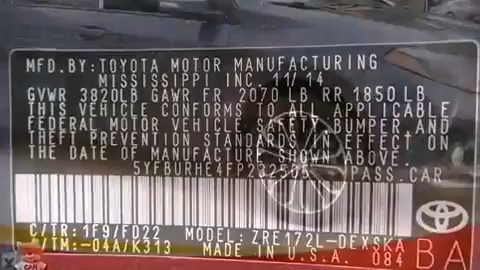 MFD. BY: TOYOTA MOTOR MANUFACTURING
MISSISSIPPI INC. 11/14
GVWR 3820LB GAWR FR 2070 LB RR 1850 LB
THIS VEHICLE CONFORMS TO ALL APPLICABLE
FEDERAL MOTOR VEHICLE SAFETY, BUMPER, AND
THEFT PREVENTION STANDARDS IN EFFECT ON
THE DATE OF MANUFACTURE SHOWN ABOVE.
5YFBURHE4FP232505 PASS. CAR
C/TR: 1F9/FD22 MODEL: ZRE172L-DEXSKA
A/TM: -04A/K313 MADE IN U.S.A. 084 BA
CAR